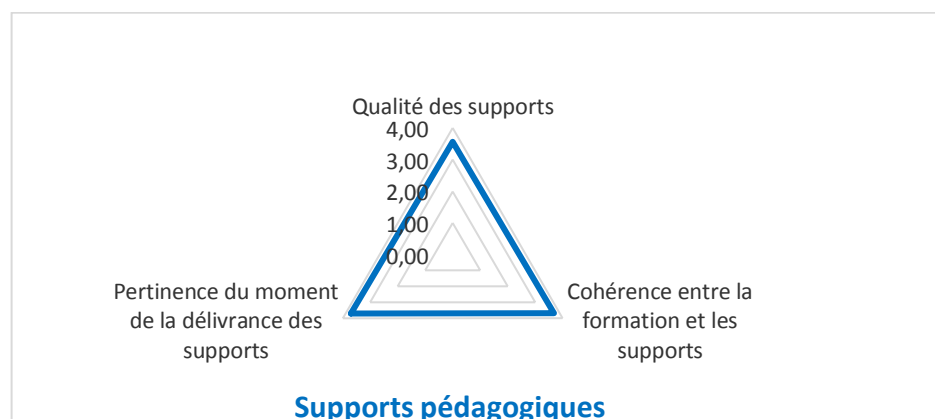 Qualité des supports
4,00
3,00
2,00
1,00
0,00
Pertinence du moment
de la délivrance des
supports
Cohérence entre la
formation et les
supports
Supports pédagogiques